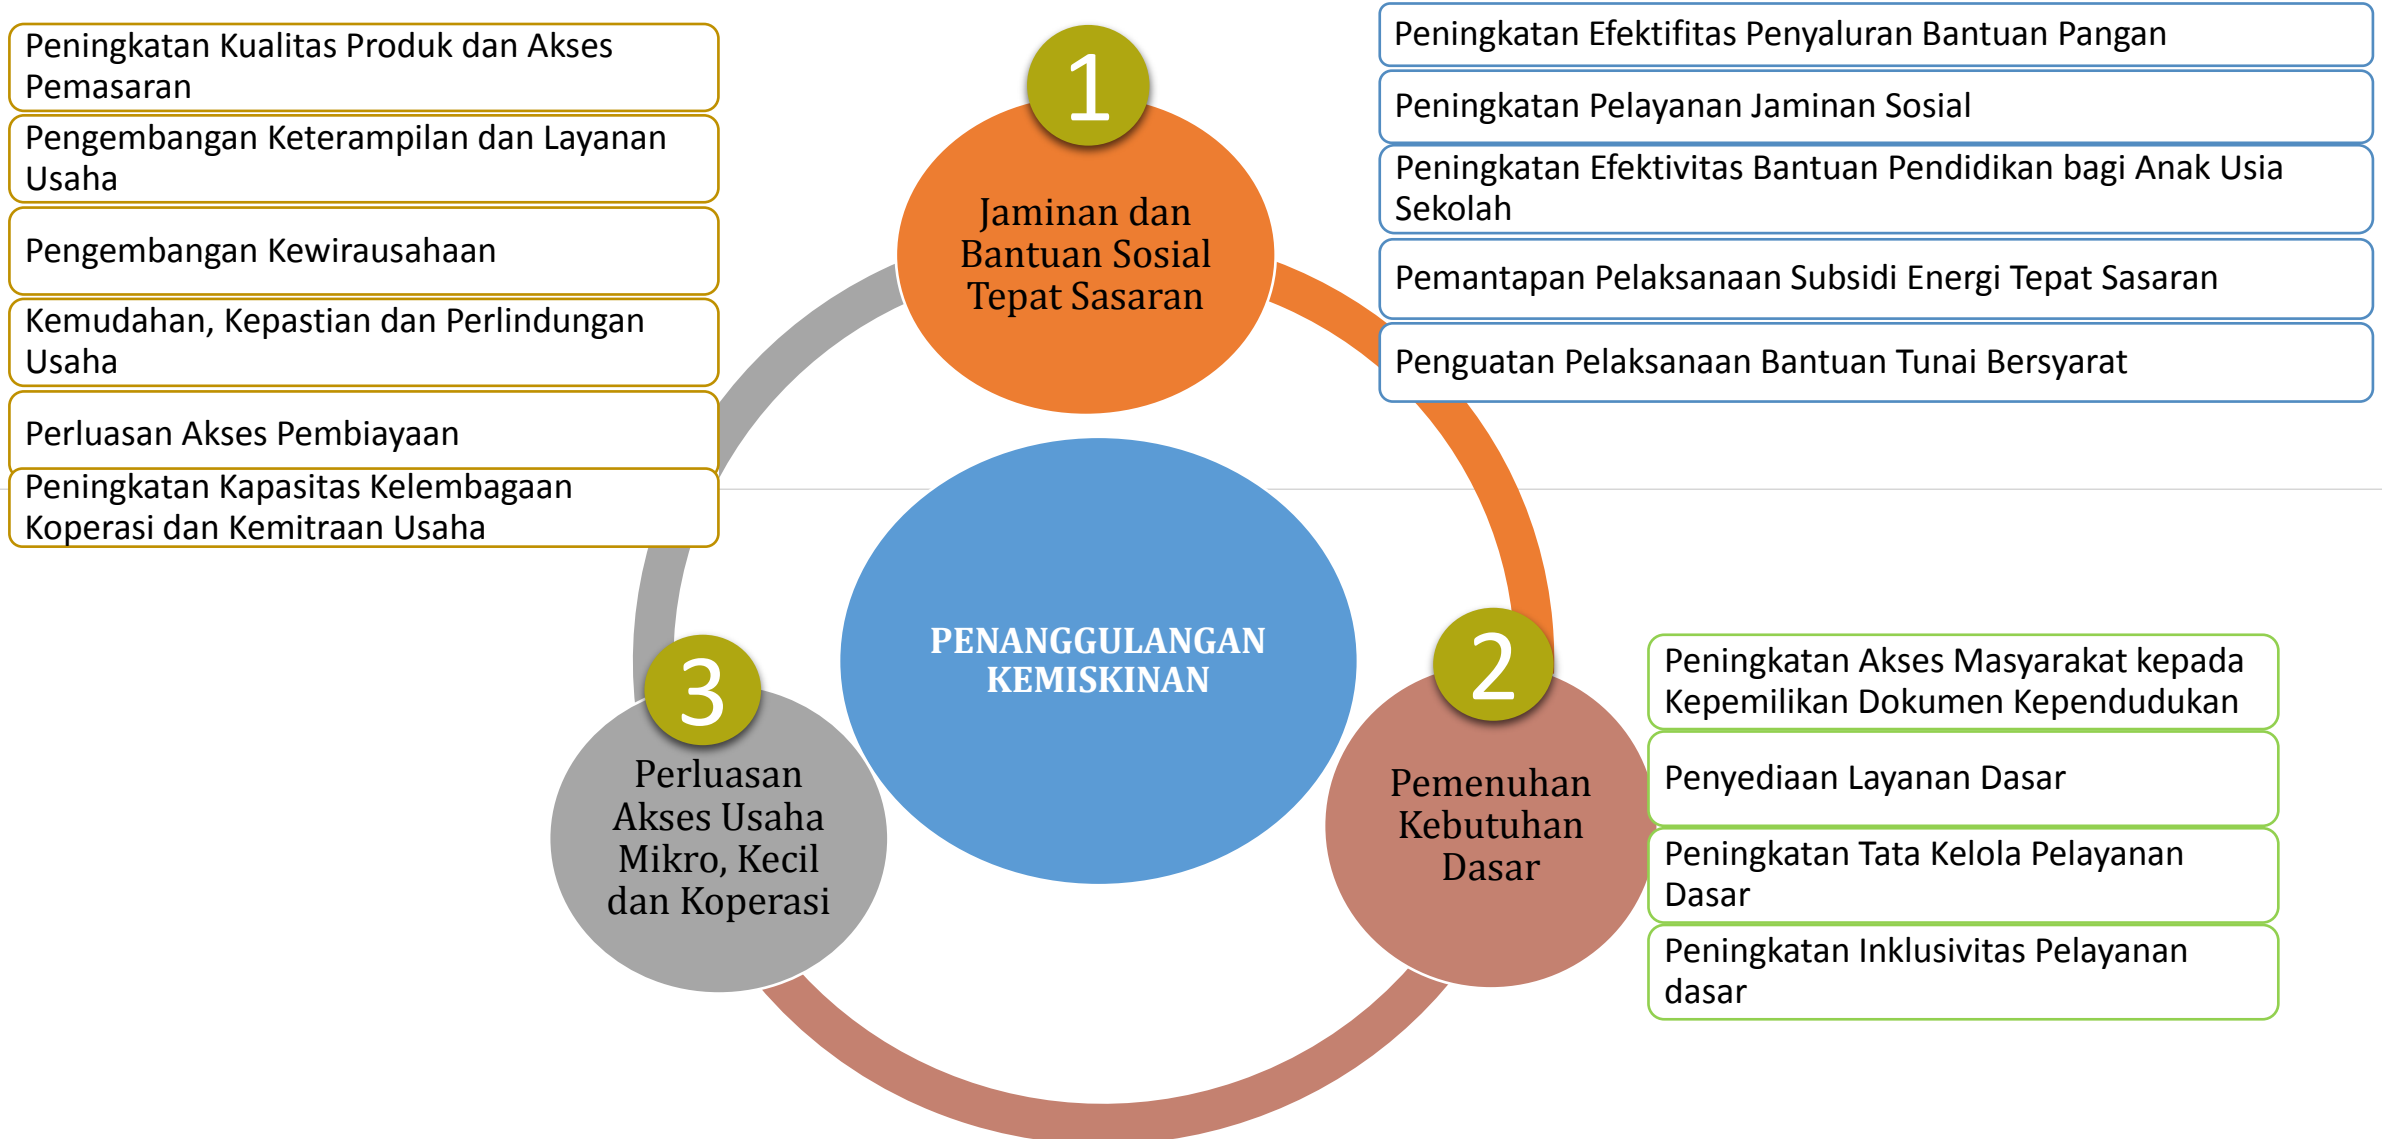 Peningkatan Kualitas Produk dan Akses
Pemasaran
Pengembangan Keterampilan dan Layanan
Usaha
Pengembangan Kewirausahaan
Kemudahan, Kepastian dan Perlindungan
Usaha
Perluasan Akses Pembiayaan
Peningkatan Kapasitas Kelembagaan
Koperasi dan Kemitraan Usaha
1
Jaminan dan
Bantuan Sosial
Tepat Sasaran
Peningkatan Efektifitas Penyaluran Bantuan Pangan
Peningkatan Pelayanan Jaminan Sosial
Peningkatan Efektivitas Bantuan Pendidikan bagi Anak Usia
Sekolah
Pemantapan Pelaksanaan Subsidi Energi Tepat Sasaran
Penguatan Pelaksanaan Bantuan Tunai Bersyarat
PENANGGULANGAN
KEMISKINAN
3
Perluasan
Akses Usaha
Mikro, Kecil
dan Koperasi
2
Pemenuhan
Kebutuhan
Dasar
Peningkatan Akses Masyarakat kepada
Kepemilikan Dokumen Kependudukan
Penyediaan Layanan Dasar
Peningkatan Tata Kelola Pelayanan
Dasar
Peningkatan Inklusivitas Pelayanan
dasar